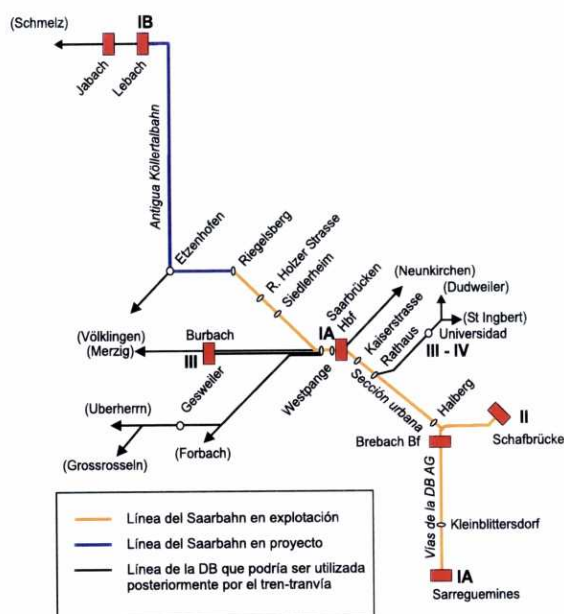 (Schmelz)
IB
Jabach
Lebach
Antigua Köllertalbahn
Etzenhofen
Riegelsberg
R. Holzer Strasse
Siedlerheim
Saarbrücken
Hbf
(Neunkirchen)
(Dudweiler)
(St Ingbert)
Universidad
III - IV
Kaiserstrasse
Rathaus
IA
Westpange
Sección urbana
(Völklingen)
(Merzig)
Burbach
III
Gesweiler
(Uberherrn)
(Grossrosseln)
(Forbach)
Halberg
II
Schafbrücke
Brebach Bf
Vías de la DB AG
Kleinblittersdorf
IA
Sarreguemines
Línea del Saarbahn en explotación
Línea del Saarbahn en proyecto
Línea de la DB que podría ser utilizada
posteriormente por el tren-tranvía